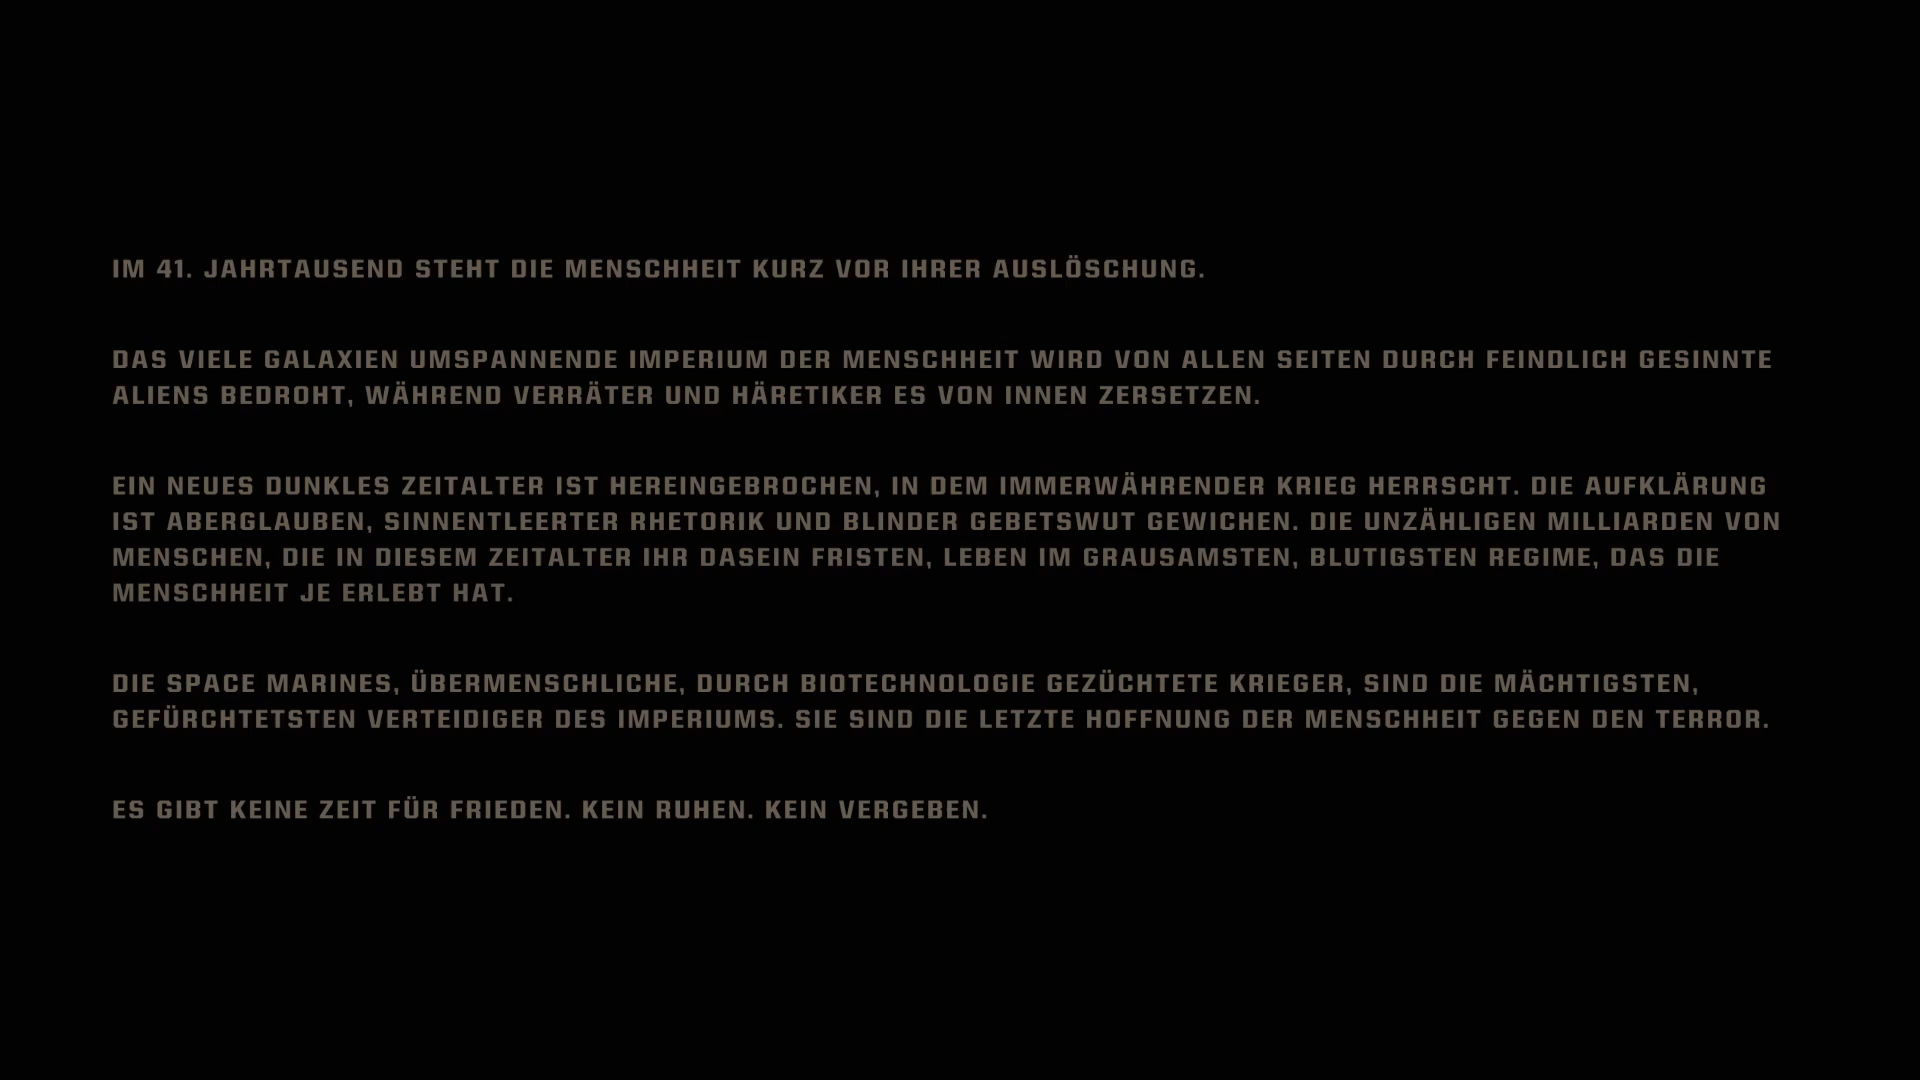 IM 41. JAHRTAUSEND STEHT DIE MENSCHHEIT KURZ VOR IHRER AUSLÖSCHUNG.
DAS VIELE GALAXIEN UMSPANNENDE IMPERIUM DER MENSCHHEIT WIRD VON ALLEN SEITEN DURCH FEINDLICH GESINNTE
ALIENS BEDROHT, WÄHREND VERRÄTER UND HÄRETIKER ES VON INNEN ZERSETZEN.
EIN NEUES DUNKLES ZEITALTER IST HEREINGEBROCHEN, IN DEM IMMERWÄHRENDER KRIEG HERRSCHT. DIE AUFKLÄRUNG
IST ABERGLAUBEN, SINNENTLEERTER RHETORIK UND BLINDER GEBETSWUT GEWICHEN. DIE UNZÄHLIGEN MILLIARDEN VON
MENSCHEN, DIE IN DIESEM ZEITALTER IHR DASEIN FRISTEN, LEBEN IM GRAUSAMSTEN, BLUTIGSTEN REGIME, DAS DIE
MENSCHHEIT JE ERLEBT HAT.
DIE SPACE MARINES, ÜBERMENSCHLICHE, DURCH BIOTECHNOLOGIE GEZÜCHTETE KRIEGER, SIND DIE MÄCHTIGSTEN,
GEFÜRCHTETSTEN VERTEIDIGER DES IMPERIUMS. SIE SIND DIE LETZTE HOFFNUNG DER MENSCHHEIT GEGEN DEN TERROR.
ES GIBT KEINE ZEIT FÜR FRIEDEN. KEIN RUHEN. KEIN VERGEBEN.